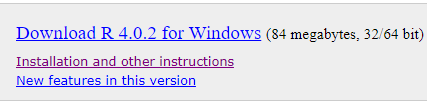 Download R 4.0.2 for Windows (84 megabytes, 32/64 bit)
Installation and other instructions
New features in this version